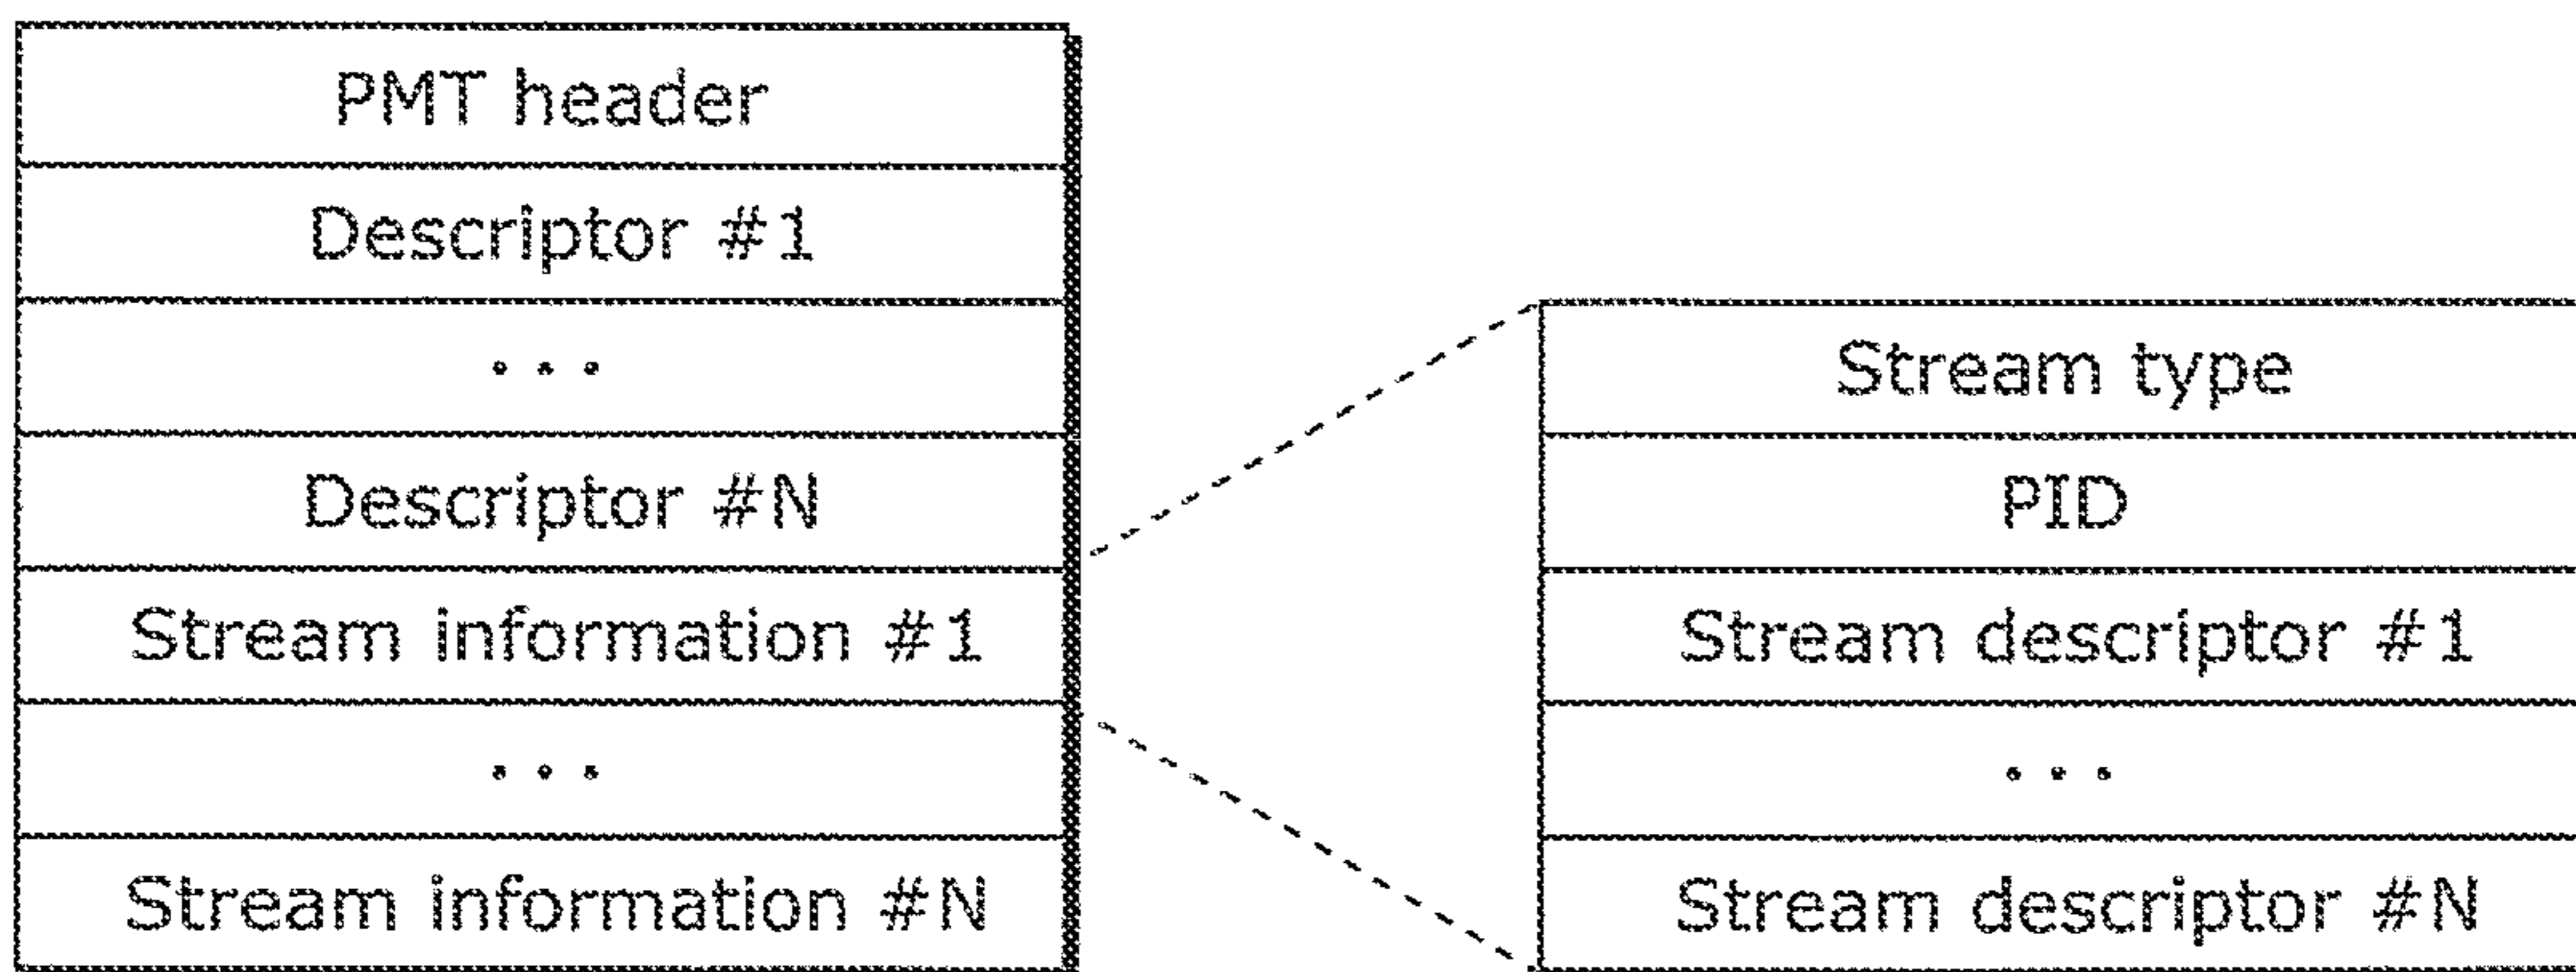 PMT header
Descriptor #1
...
Descriptor #N
Stream information #1
...
Stream information #N
Stream type
PID
Stream descriptor #1
...
Stream descriptor #N